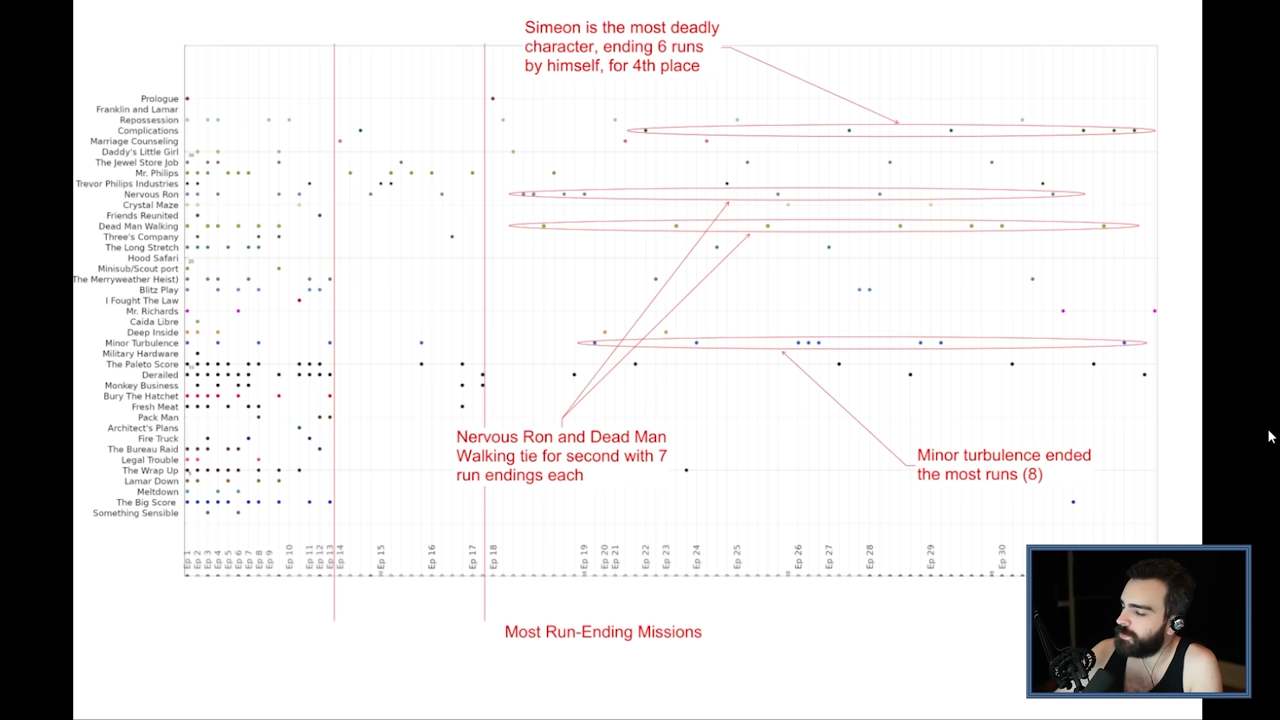 Simeon is the most deadly
character, ending 6 runs
by himself, for 4th place
Prologue
Franklin and Lamar
Repossession
Complications
Marriage Counseling
Daddy's Little Girl
The Jewel Store Job
Mr. Philips
Trevor Philips Industries
Nervous Ron
Crystal Maze
Friends Reunited
Dead Man Walking
Three's Company
The Long Stretch
Hood Safari
Minisub/Scout port
The Merryweather Heist)
Blitz Play
I Fought The Law
Mr. Richards
Caida Libre
Deep Inside
Minor Turbulence
Military Hardware
The Paleto Score
Derailed
Monkey Business
Bury The Hatchet
Fresh Meat
Pack Man
Architect's Plans
Fire Truck
The Bureau Raid
Legal Trouble
The Wrap Up
Lamar Down
Meltdown
The Big Score
Something Sensible
Nervous Ron and Dead Man
Walking tie for second with 7
run endings each
Minor turbulence ended
the most runs (8)
Ep 1
Ep 2
Ep 3
Ep 4
Ep 5
Ep 6
Ep 7
Ep 8
Ep 9
Ep 10
Ep 11
Ep 12
Ep 13
Ep 14
Ep 15
Ep 16
Ep 17
Ep 18
Ep 19
Ep 20
Ep 21
Ep 22
Ep 23
Ep 24
Ep 25
Ep 26
Ep 27
Ep 28
Ep 29
Ep 30
Most Run-Ending Missions